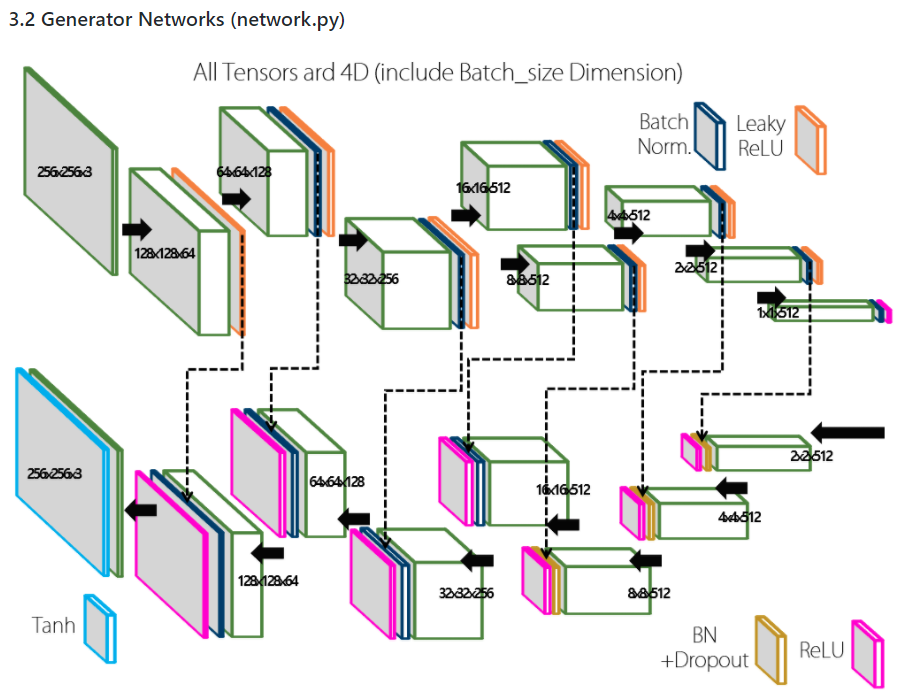 3.2 Generator Networks (network.py)
All Tensors ard 4D (include Batch_size Dimension)
Batch
Norm.
Leaky
ReLU
256x256x3
128x128x64
64x64x128
32x32x256
16x16x512
8x8x512
4x4x512
2x2x512
1x1x512
256x256x3
128x128x64
64x64x128
32x32x256
16x16x512
8x8x512
4x4x512
2x2x512
Tanh
BN
+Dropout
ReLU